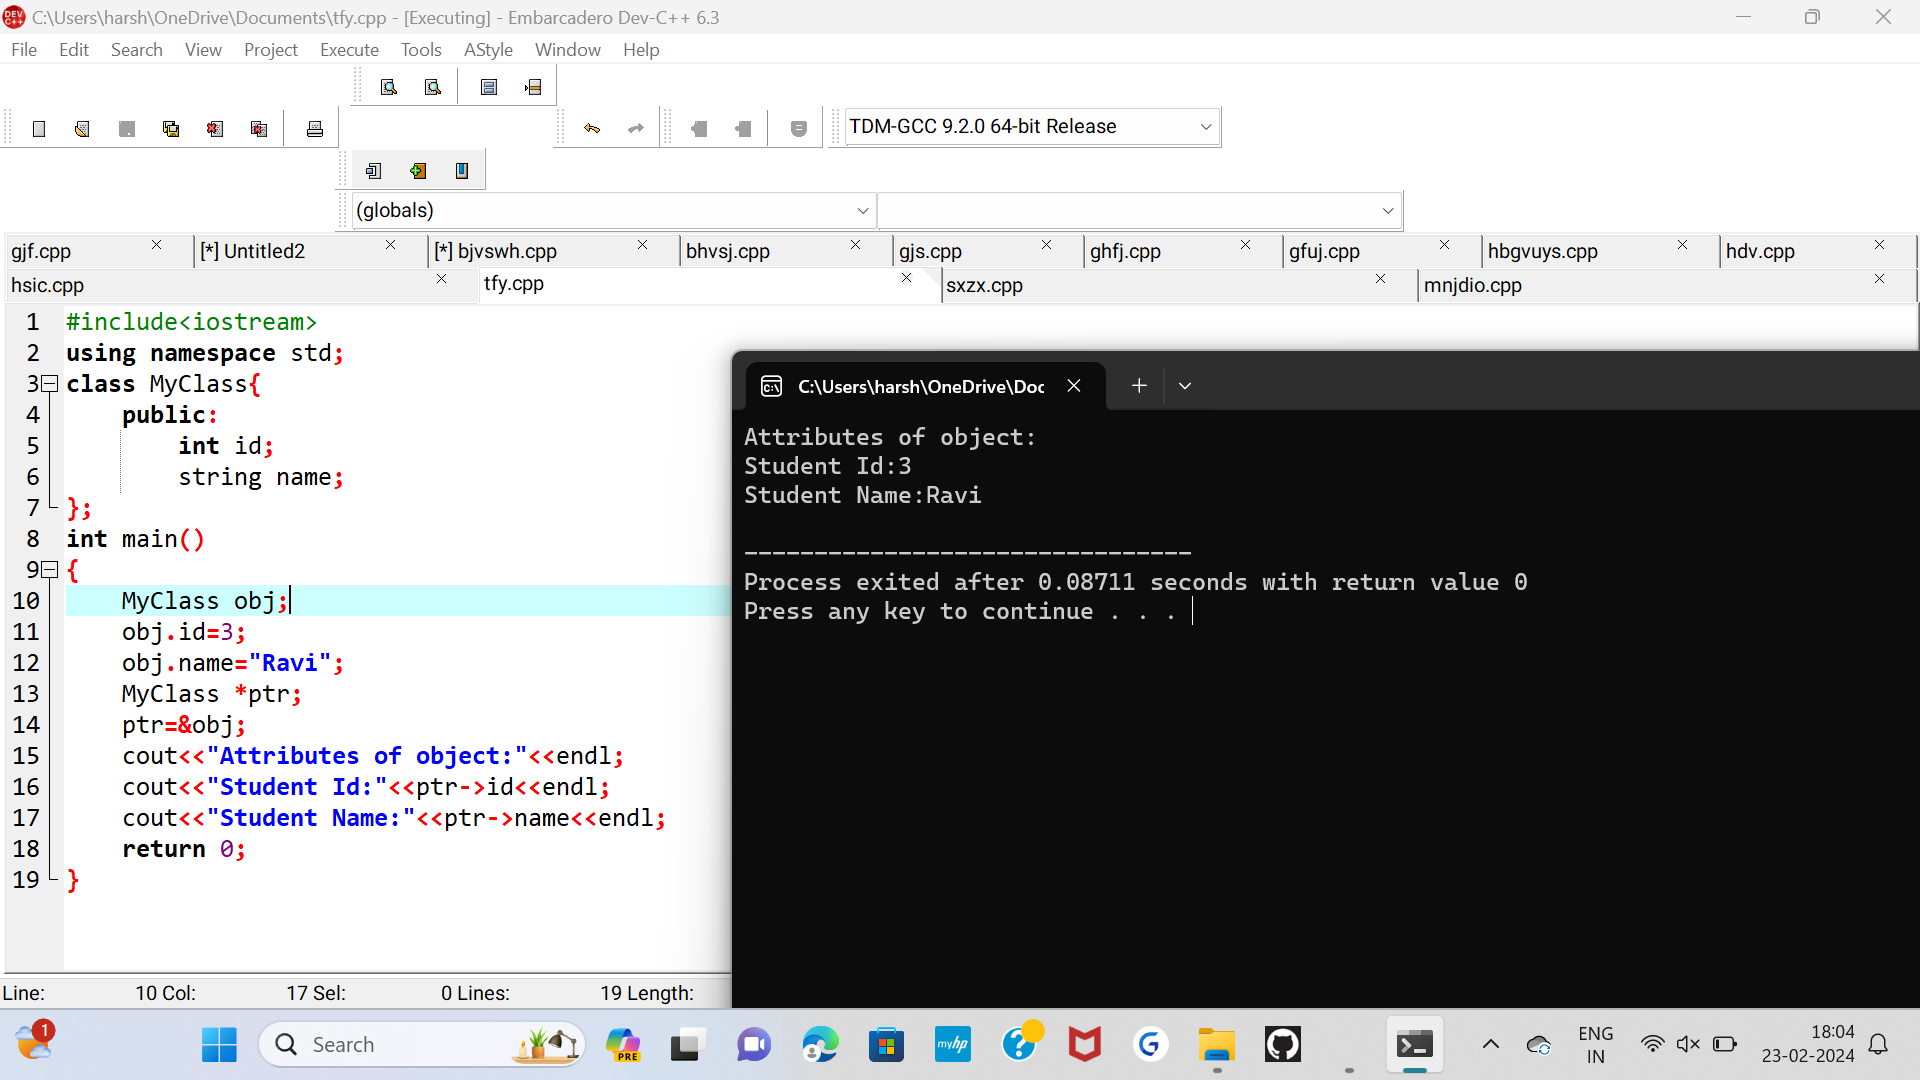 C:\Users\harsh\OneDrive\Documents\tfy.cpp - [Executing] - Embarcadero Dev-C++ 6.3
File Edit Search View Project Execute Tools AStyle Window Help
TDM-GCC 9.2.0 64-bit Release
(globals)
gjf.cpp [*] Untitled2 [*] bjvswh.cpp bhvsj.cpp gjs.cpp ghfj.cpp gfuj.cpp hbgvuys.cpp hdv.cpp
hsic.cpp tfy.cpp sxzx.cpp mnjdio.cpp
1 #include<iostream>
2 using namespace std;
3 class MyClass{
4 public:
5 int id;
6 string name;
7 };
8 int main()
9 {
10 MyClass obj;
11 obj.id=3;
12 obj.name="Ravi";
13 MyClass *ptr;
14 ptr=&obj;
15 cout<<"Attributes of object:"<<endl;
16 cout<<"Student Id:"<<ptr->id<<endl;
17 cout<<"Student Name:"<<ptr->name<<endl;
18 return 0;
19 }
C:\Users\harsh\OneDrive\Doc
Attributes of object:
Student Id:3
Student Name:Ravi
--------------------------------
Process exited after 0.08711 seconds with return value 0
Press any key to continue . . .
Line: 10 Col: 17 Sel: 0 Lines: 19 Length:
1
Search
PRE
myhp
ENG
IN
18:04
23-02-2024